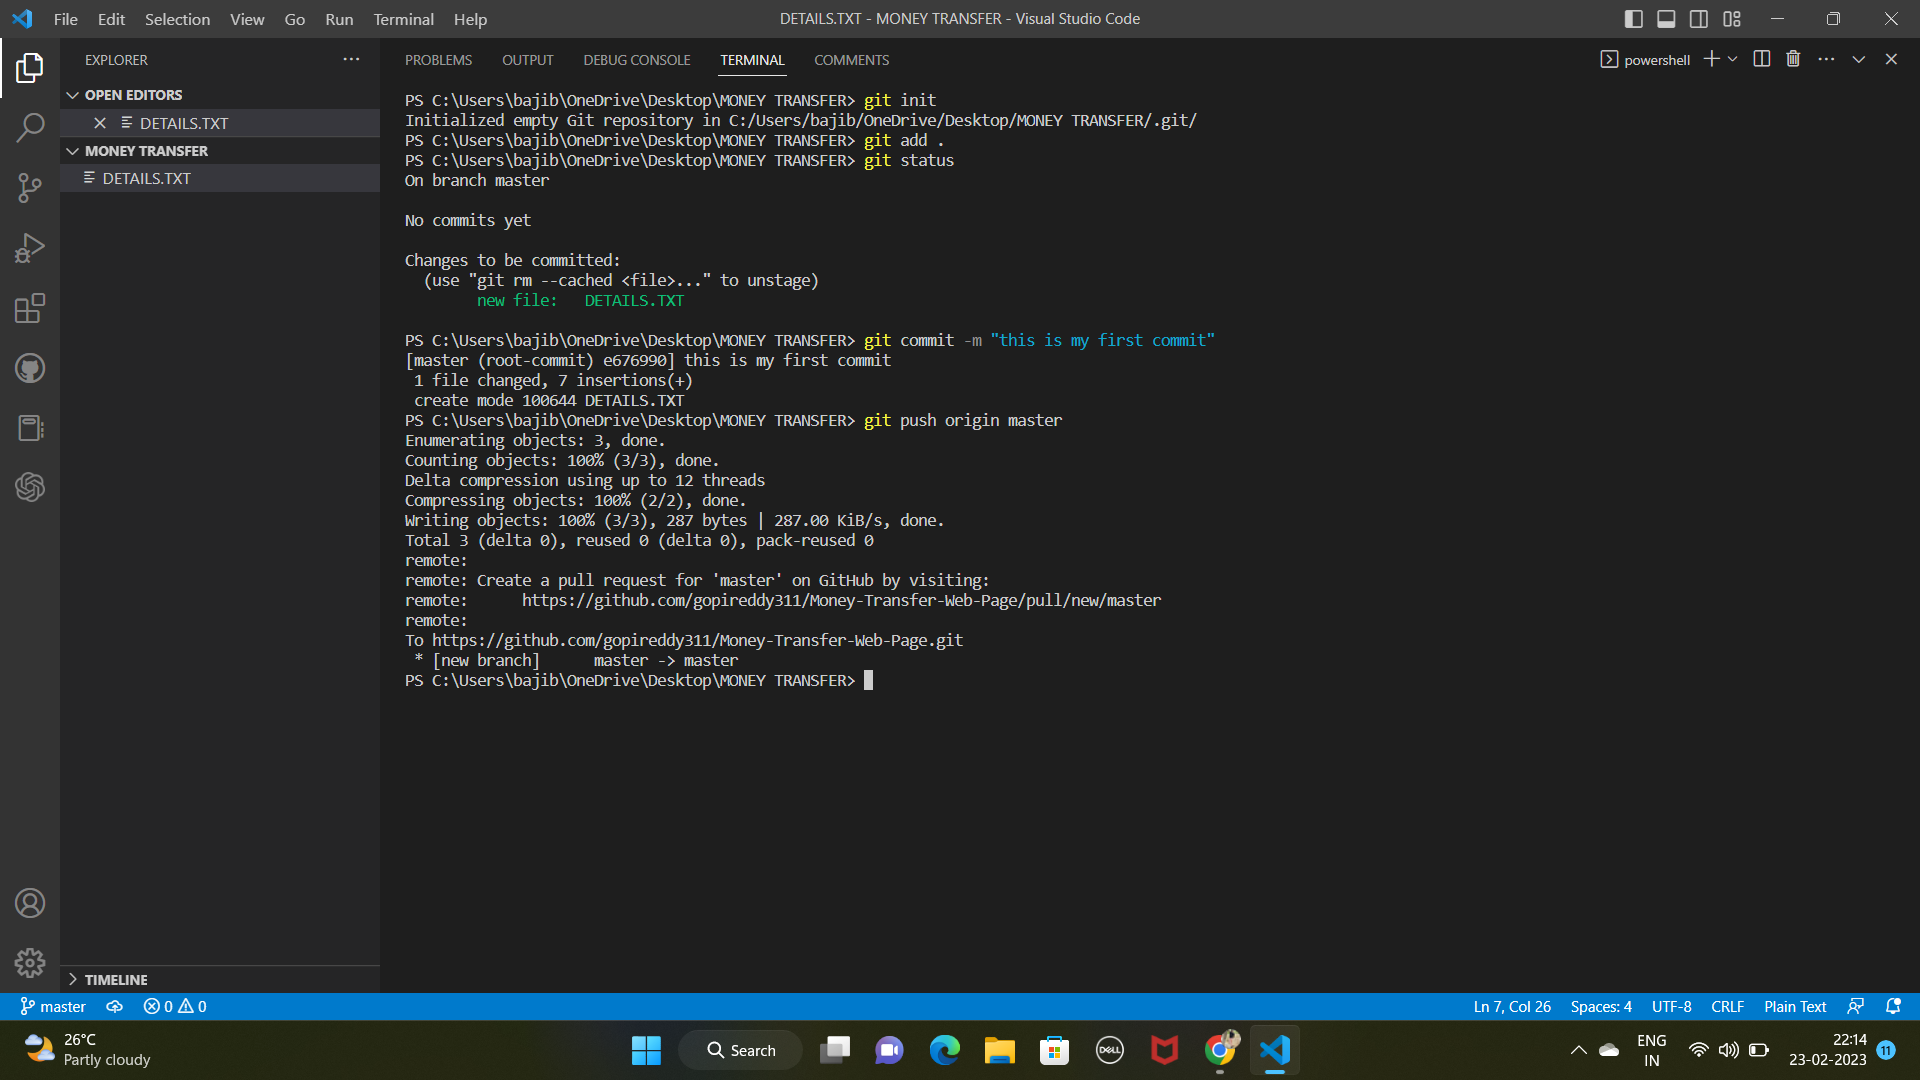 File Edit Selection View Go Run Terminal Help
DETAILS.TXT - MONEY TRANSFER - Visual Studio Code
EXPLORER
OPEN EDITORS
DETAILS.TXT
MONEY TRANSFER
DETAILS.TXT
TIMELINE
PROBLEMS OUTPUT DEBUG CONSOLE TERMINAL COMMENTS
powershell
PS C:\Users\bajib\OneDrive\Desktop\MONEY TRANSFER> git init
Initialized empty Git repository in C:/Users/bajib/OneDrive/Desktop/MONEY TRANSFER/.git/
PS C:\Users\bajib\OneDrive\Desktop\MONEY TRANSFER> git add .
PS C:\Users\bajib\OneDrive\Desktop\MONEY TRANSFER> git status
On branch master
No commits yet
Changes to be committed:
(use "git rm --cached <file>..." to unstage)
new file:   DETAILS.TXT
PS C:\Users\bajib\OneDrive\Desktop\MONEY TRANSFER> git commit -m "this is my first commit"
[master (root-commit) e676990] this is my first commit
1 file changed, 7 insertions(+)
create mode 100644 DETAILS.TXT
PS C:\Users\bajib\OneDrive\Desktop\MONEY TRANSFER> git push origin master
Enumerating objects: 3, done.
Counting objects: 100% (3/3), done.
Delta compression using up to 12 threads
Compressing objects: 100% (2/2), done.
Writing objects: 100% (3/3), 287 bytes | 287.00 KiB/s, done.
Total 3 (delta 0), reused 0 (delta 0), pack-reused 0
remote:
remote: Create a pull request for 'master' on GitHub by visiting:
remote:      https://github.com/gopireddy311/Money-Transfer-Web-Page/pull/new/master
remote:
To https://github.com/gopireddy311/Money-Transfer-Web-Page.git
* [new branch]      master -> master
PS C:\Users\bajib\OneDrive\Desktop\MONEY TRANSFER>
master 0 0
Ln 7, Col 26 Spaces: 4 UTF-8 CRLF Plain Text
26°C
Partly cloudy
Search
DELL
ENG
IN
22:14
23-02-2023
11